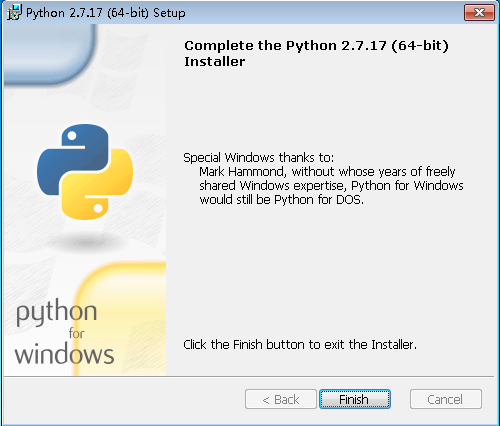 Python 2.7.17 (64-bit) Setup
Complete the Python 2.7.17 (64-bit)
Installer
Special Windows thanks to:
Mark Hammond, without whose years of freely
shared Windows expertise, Python for Windows
would still be Python for DOS.
python
for
windows
Click the Finish button to exit the Installer.
< Back
Finish
Cancel